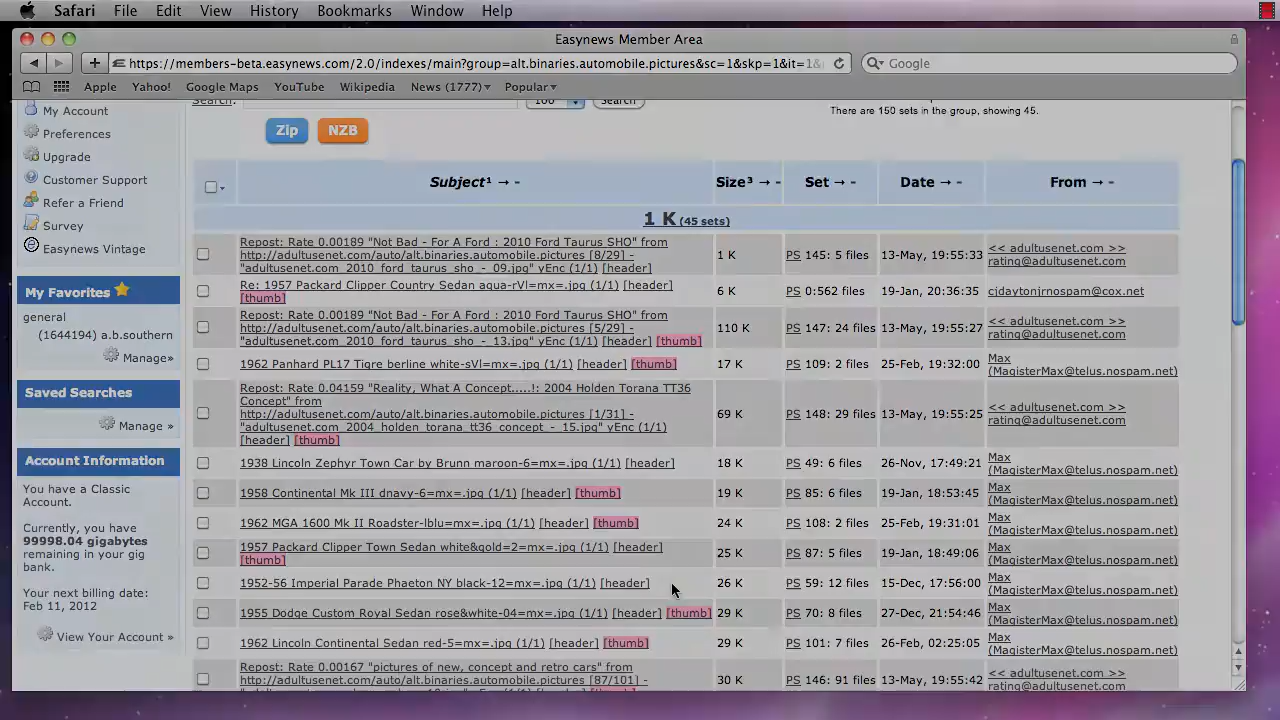 Safari File Edit View History Bookmarks Window Help
Easynews Member Area
https://members-beta.easynews.com/2.0/indexes/main?group=alt.binaries.automobile.pictures&sc=1&skp=1&it=1&
Google
Apple Yahoo! Google Maps YouTube Wikipedia News (1777) Popular
My Account
Preferences
Upgrade
Customer Support
Refer a Friend
Survey
Easynews Vintage
My Favorites
general
(1644194) a.b.southern
Manage»
Saved Searches
Manage »
Account Information
You have a Classic
Account.
Currently, you have
99998.04 gigabytes
remaining in your gig
bank.
Your next billing date:
Feb 11, 2012
View Your Account »
Search: 100 Search
There are 150 sets in the group, showing 45.
Zip NZB
Subject¹ → - Size³ → - Set → - Date → - From → -
1 K (45 sets)
Repost: Rate 0.00189 "Not Bad - For A Ford : 2010 Ford Taurus SHO" from
http://adultusenet.com/auto/alt.binaries.automobile.pictures [8/29] -
"adultusenet.com_2010_ford_taurus_sho_-_09.jpg" yEnc (1/1) [header]
1 K PS 145: 5 files 13-May, 19:55:33
<< adultusenet.com >>
rating@adultusenet.com
Re: 1957 Packard Clipper Country Sedan aqua-rVl=mx=.jpg (1/1) [header]
[thumb]
6 K PS 0:562 files 19-Jan, 20:36:35 cjdaytonjrnospam@cox.net
Repost: Rate 0.00189 "Not Bad - For A Ford : 2010 Ford Taurus SHO" from
http://adultusenet.com/auto/alt.binaries.automobile.pictures [5/29] -
"adultusenet.com_2010_ford_taurus_sho_-_13.jpg" yEnc (1/1) [header] [thumb]
110 K PS 147: 24 files 13-May, 19:55:27
<< adultusenet.com >>
rating@adultusenet.com
1962 Panhard PL17 Tigre berline white-sVl=mx=.jpg (1/1) [header] [thumb]
17 K PS 109: 2 files 25-Feb, 19:32:00
Max
(MagisterMax@telus.nospam.net)
Repost: Rate 0.04159 "Reality, What A Concept.....!: 2004 Holden Torana TT36
Concept" from
http://adultusenet.com/auto/alt.binaries.automobile.pictures [1/31] -
"adultusenet.com_2004_holden_torana_tt36_concept_-_15.jpg" yEnc (1/1)
[header] [thumb]
69 K PS 148: 29 files 13-May, 19:55:25
<< adultusenet.com >>
rating@adultusenet.com
1938 Lincoln Zephyr Town Car by Brunn maroon-6=mx=.jpg (1/1) [header]
18 K PS 49: 6 files 26-Nov, 17:49:21
Max
(MagisterMax@telus.nospam.net)
1958 Continental Mk III dnavy-6=mx=.jpg (1/1) [header] [thumb]
19 K PS 85: 6 files 19-Jan, 18:53:45
Max
(MagisterMax@telus.nospam.net)
1962 MGA 1600 Mk II Roadster-lblu=mx=.jpg (1/1) [header] [thumb]
24 K PS 108: 2 files 25-Feb, 19:31:01
Max
(MagisterMax@telus.nospam.net)
1957 Packard Clipper Town Sedan white&gold=2=mx=.jpg (1/1) [header]
[thumb]
25 K PS 87: 5 files 19-Jan, 18:49:06
Max
(MagisterMax@telus.nospam.net)
1952-56 Imperial Parade Phaeton NY black-12=mx=.jpg (1/1) [header]
26 K PS 59: 12 files 15-Dec, 17:56:00
Max
(MagisterMax@telus.nospam.net)
1955 Dodge Custom Royal Sedan rose&white-04=mx=.jpg (1/1) [header] [thumb]
29 K PS 70: 8 files 27-Dec, 21:54:46
Max
(MagisterMax@telus.nospam.net)
1962 Lincoln Continental Sedan red-5=mx=.jpg (1/1) [header] [thumb]
29 K PS 101: 7 files 26-Feb, 02:25:05
Max
(MagisterMax@telus.nospam.net)
Repost: Rate 0.00167 "pictures of new, concept and retro cars" from
http://adultusenet.com/auto/alt.binaries.automobile.pictures [87/101] -
30 K PS 146: 91 files 13-May, 19:55:42
<< adultusenet.com >>
rating@adultusenet.com